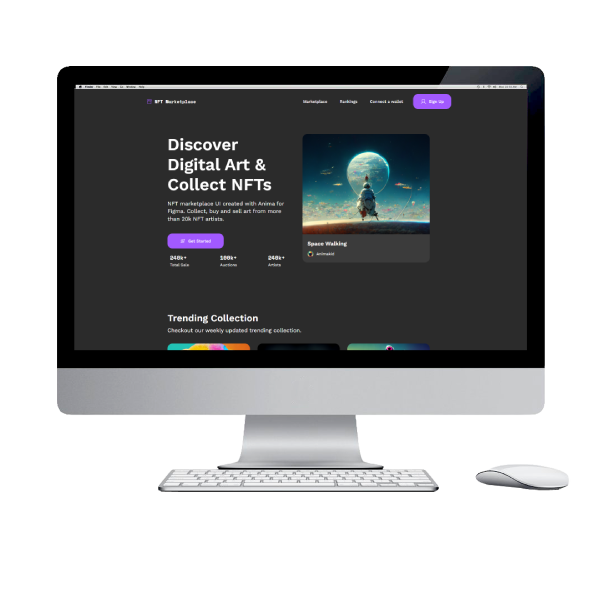 NFT Marketplace
Marketplace
Rankings
Connect a wallet
Sign Up
Discover
Digital Art &
Collect NFTs
NFT marketplace UI created with Anima for
Figma. Collect, buy and sell art from more
than 20k NFT artists.
Get Started
240k+
100k+
240k+
Total Sale
Auctions
Artists
Space Walking
Animakid
Trending Collection
Checkout our weekly updated trending collection.